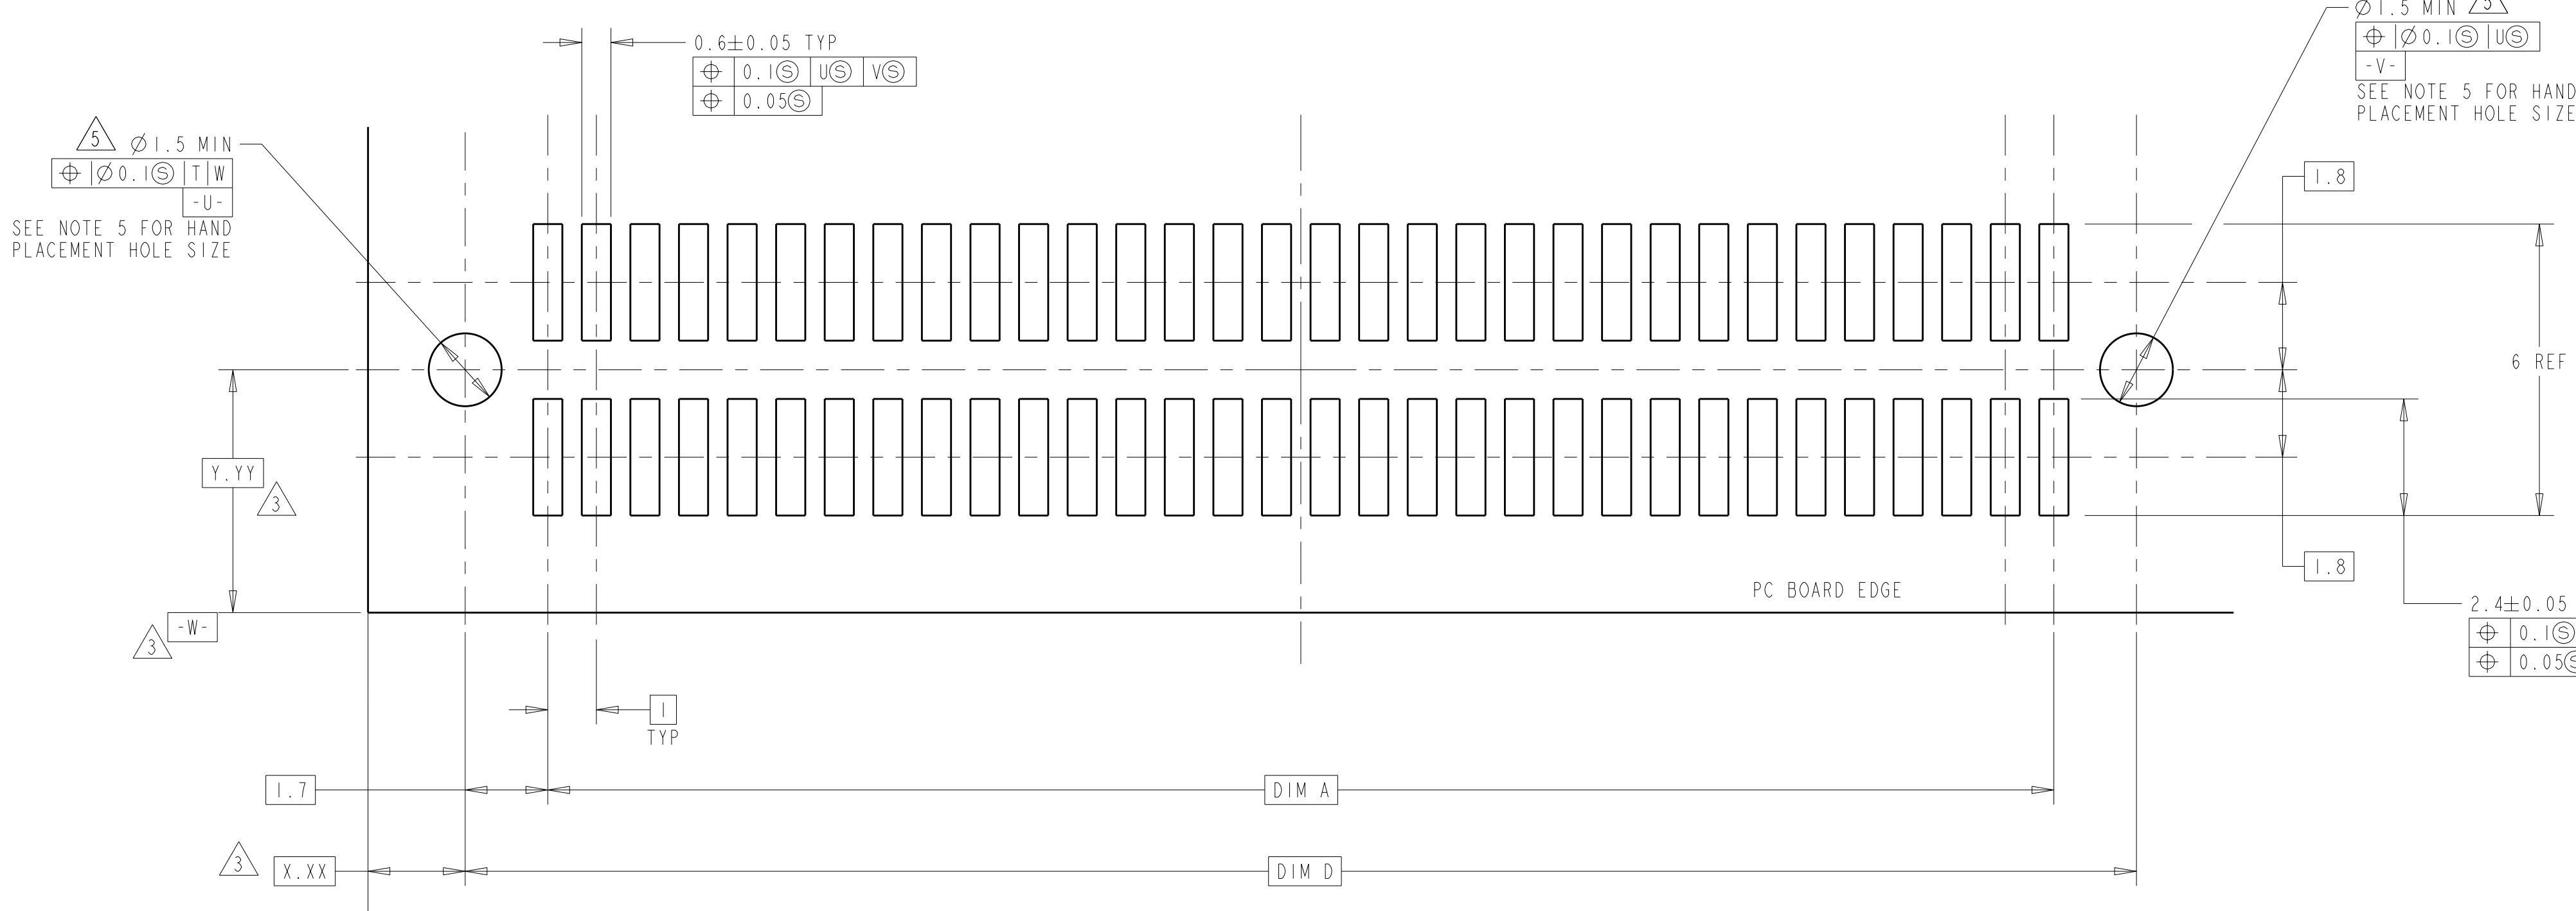 Ø1.5 MIN 5
⌖ Ø0.1Ⓢ UⓈ
-V-
SEE NOTE 5 FOR HAND
PLACEMENT HOLE SIZE
0.6±0.05 TYP
⌖ 0.1Ⓢ UⓈ VⓈ
⌖ 0.05Ⓢ
5 Ø1.5 MIN
⌖ Ø0.1Ⓢ T W
-U-
SEE NOTE 5 FOR HAND
PLACEMENT HOLE SIZE
1.8
6 REF
Y.YY
3
1.8
PC BOARD EDGE
2.4±0.05
⌖ 0.1Ⓢ
⌖ 0.05Ⓢ
-W-
3
1
TYP
1.7
DIM A
3
X.XX
DIM D